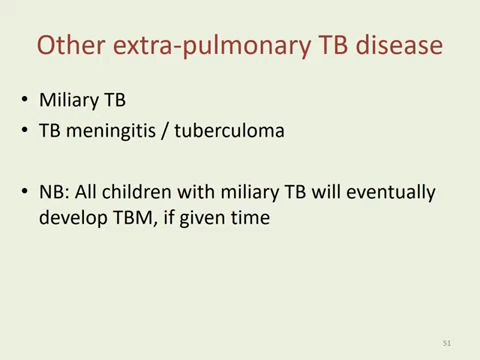 Other extra-pulmonary TB disease
• Miliary TB
• TB meningitis / tuberculoma
• NB: All children with miliary TB will eventually
develop TBM, if given time
51